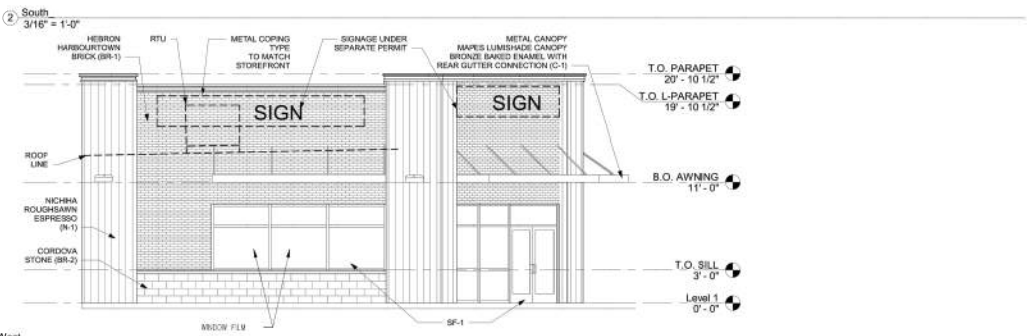 2 South
3/16" = 1'-0"
HEBRON
HARBOURTOWN
BRICK (BR-1)
RTU
METAL COPING
TYPE
TO MATCH
STOREFRONT
SIGNAGE UNDER
SEPARATE PERMIT
METAL CANOPY
MAPES LUMISHADE CANOPY
BRONZE BAKED ENAMEL WITH
REAR GUTTER CONNECTION (C-1)
T.O. PARAPET
20' - 10 1/2"
T.O. L-PARAPET
19' - 10 1/2"
SIGN
SIGN
ROOF
LINE
B.O. AWNING
11' - 0"
NICHIHA
ROUGHSAWN
ESPRESSO
(N-1)
CORDOVA
STONE (BR-2)
T.O. SILL
3' - 0"
Level 1
0' - 0"
WINDOW FILM
SF-1
West